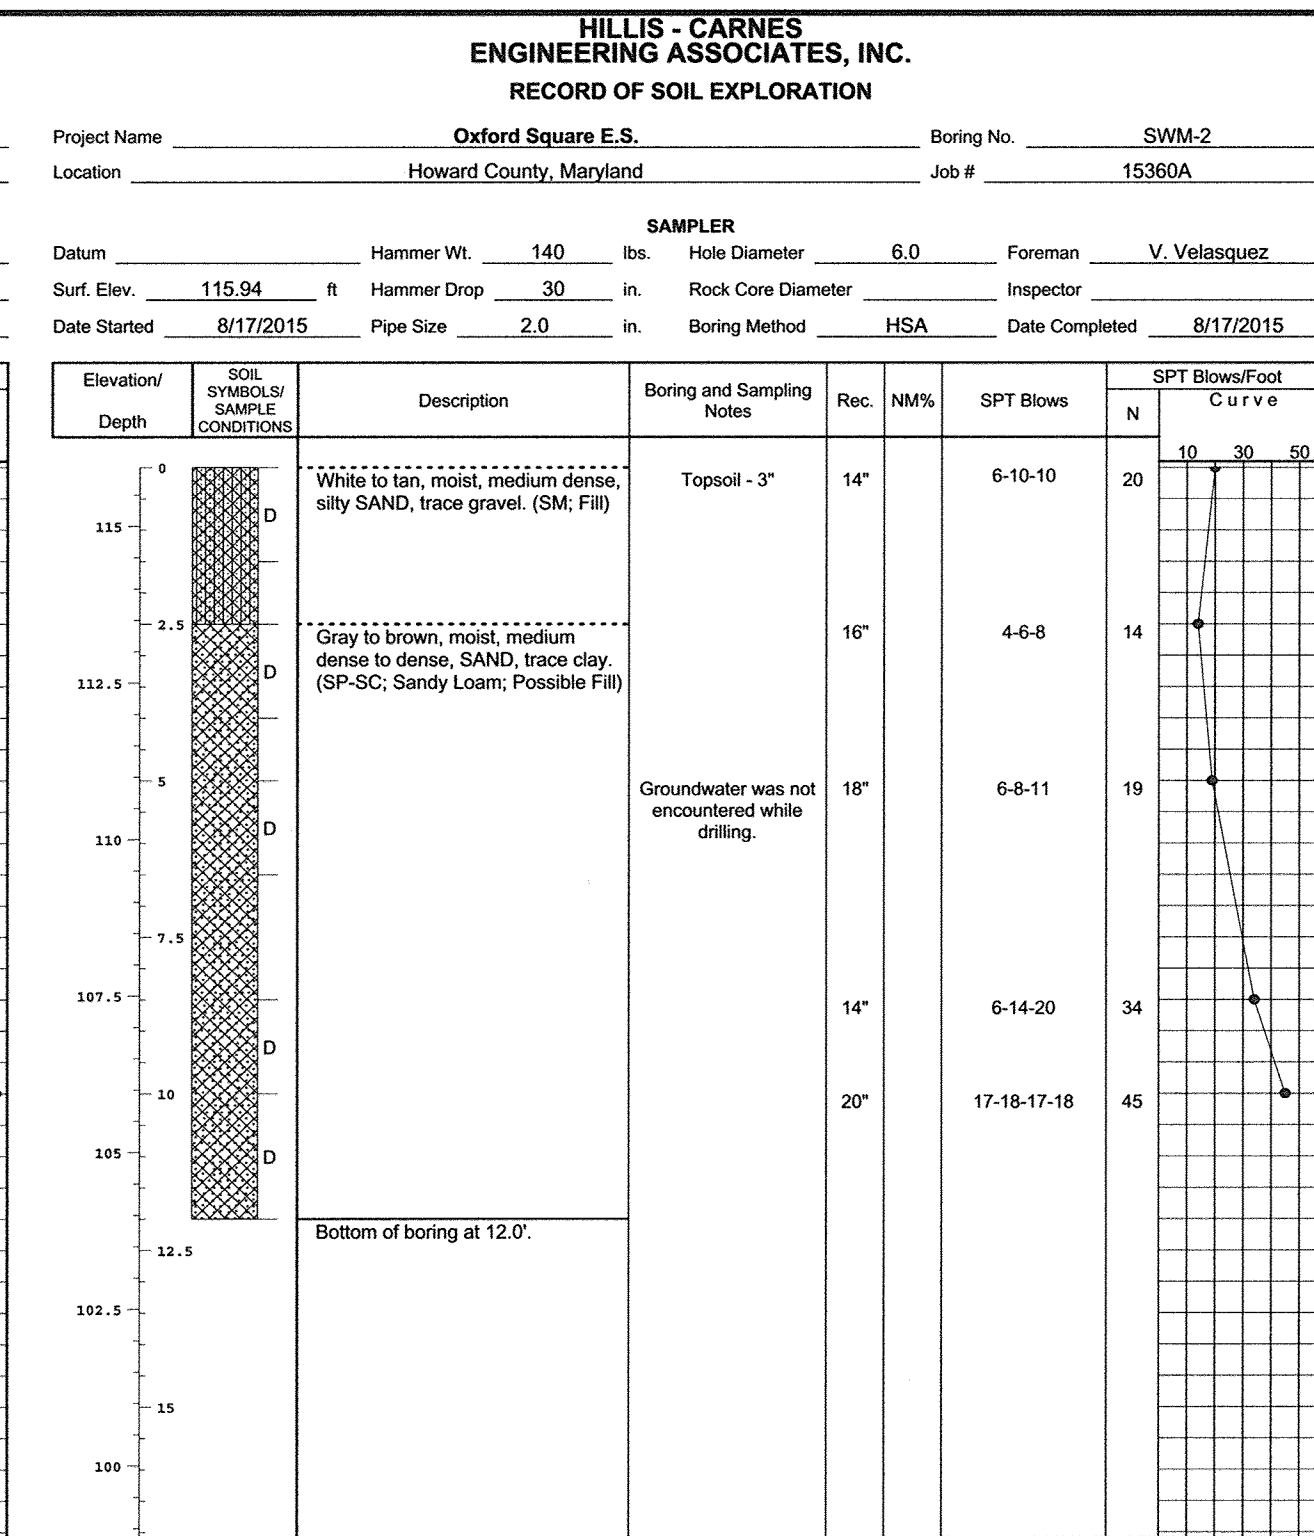 HILLIS - CARNES
ENGINEERING ASSOCIATES, INC.
RECORD OF SOIL EXPLORATION
Project Name Oxford Square E.S. Boring No. SWM-2
Location Howard County, Maryland Job # 15360A
SAMPLER
Datum Hammer Wt. 140 lbs. Hole Diameter 6.0 Foreman V. Velasquez
Surf. Elev. 115.94 ft Hammer Drop 30 in. Rock Core Diameter Inspector
Date Started 8/17/2015 Pipe Size 2.0 in. Boring Method HSA Date Completed 8/17/2015
Elevation/
Depth
SOIL
SYMBOLS/
SAMPLE
CONDITIONS
Description
Boring and Sampling
Notes
Rec.
NM%
SPT Blows
SPT Blows/Foot
N
Curve
10 30 50
0
White to tan, moist, medium dense,
silty SAND, trace gravel. (SM; Fill)
Topsoil - 3"
14"
6-10-10
20
D
115
2.5
Gray to brown, moist, medium
dense to dense, SAND, trace clay.
(SP-SC; Sandy Loam; Possible Fill)
16"
4-6-8
14
D
112.5
5
Groundwater was not
encountered while
drilling.
18"
6-8-11
19
D
110
7.5
107.5
14"
6-14-20
34
D
10
20"
17-18-17-18
45
105
D
Bottom of boring at 12.0'.
12.5
102.5
15
100